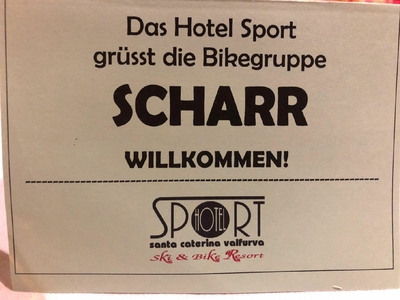 Das Hotel Sport
grüsst die Bikegruppe
SCHARR
WILLKOMMEN!
SPORT
HOTEL
santa caterina valfurva
Ski & Bike Resort